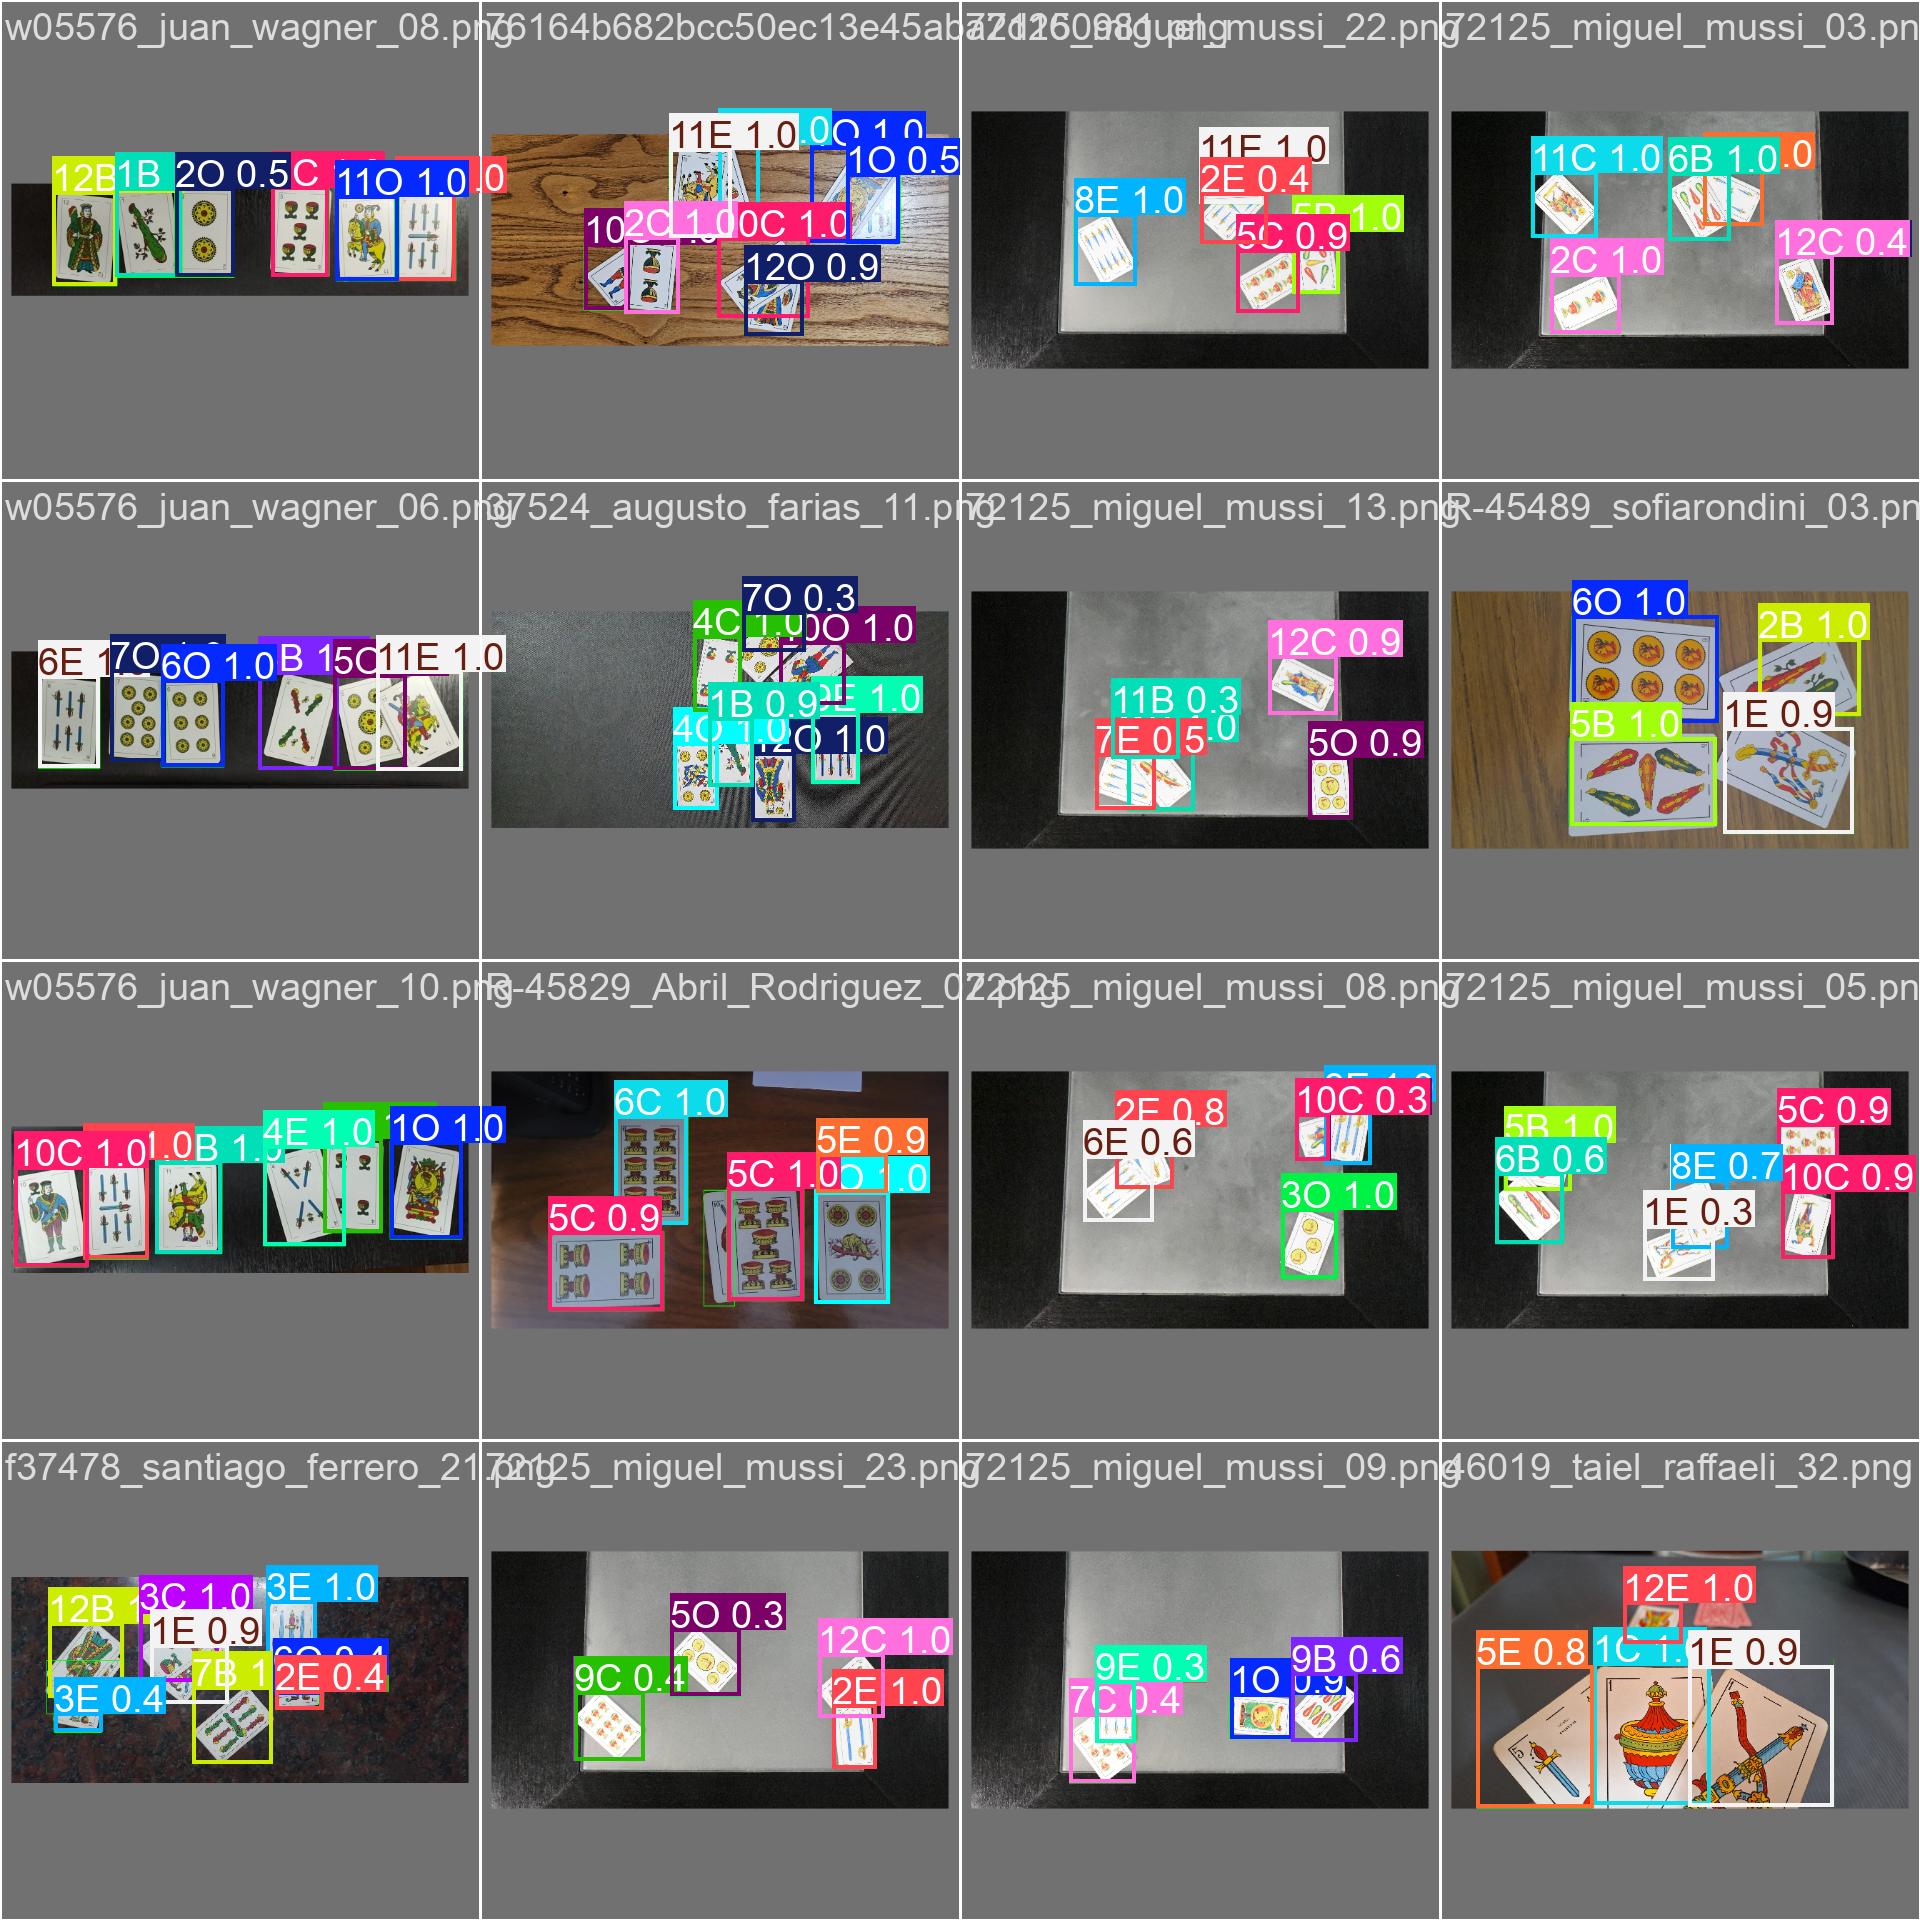 w05576_juan_wagner_08.png
72125_miguel_mussi_22.png
72125_miguel_mussi_03.pn
12B
1B
2O 0.5
C
11O 1.0
.0
11E 1.0
.0
O 1.0
1O 0.5
10
2C 1.0
0C 1.0
12O 0.9
11E 1.0
2E 0.4
8E 1.0
5B 1.0
5C 0.9
11C 1.0
6B 1.0
.0
2C 1.0
12C 0.4
w05576_juan_wagner_06.png
37524_augusto_farias_11.png
72125_miguel_mussi_13.png
R-45489_sofiarondini_03.pn
6E 1
7O
6O 1.0
B 1
5O
11E 1.0
7O 0.3
4C 1.0
0O 1.0
1B 0.9
9E 1.0
4O 1.0
12O 1.0
12C 0.9
11B 0.3
7E 0.5
.0
5O 0.9
6O 1.0
2B 1.0
1E 0.9
5B 1.0
w05576_juan_wagner_10.png
R-45829_Abril_Rodriguez_02.png
72125_miguel_mussi_08.png
72125_miguel_mussi_05.pn
10C 1.0
1.0
B 1.0
4E 1.0
1O 1.0
6C 1.0
5E 0.9
5C 1.0
O 1.0
5C 0.9
2E 0.8
10C 0.3
6E 0.6
3O 1.0
5B 1.0
5C 0.9
6B 0.6
8E 0.7
10C 0.9
1E 0.3
f37478_santiago_ferrero_21.png
72125_miguel_mussi_23.png
72125_miguel_mussi_09.png
46019_taiel_raffaeli_32.png
12B 1
3C 1.0
3E 1.0
1E 0.9
6O 0.4
7B 1
2E 0.4
3E 0.4
5O 0.3
12C 1.0
9C 0.4
2E 1.0
9E 0.3
7C 0.4
1O 0.9
9B 0.6
12E 1.0
5E 0.8
1C 1.0
1E 0.9